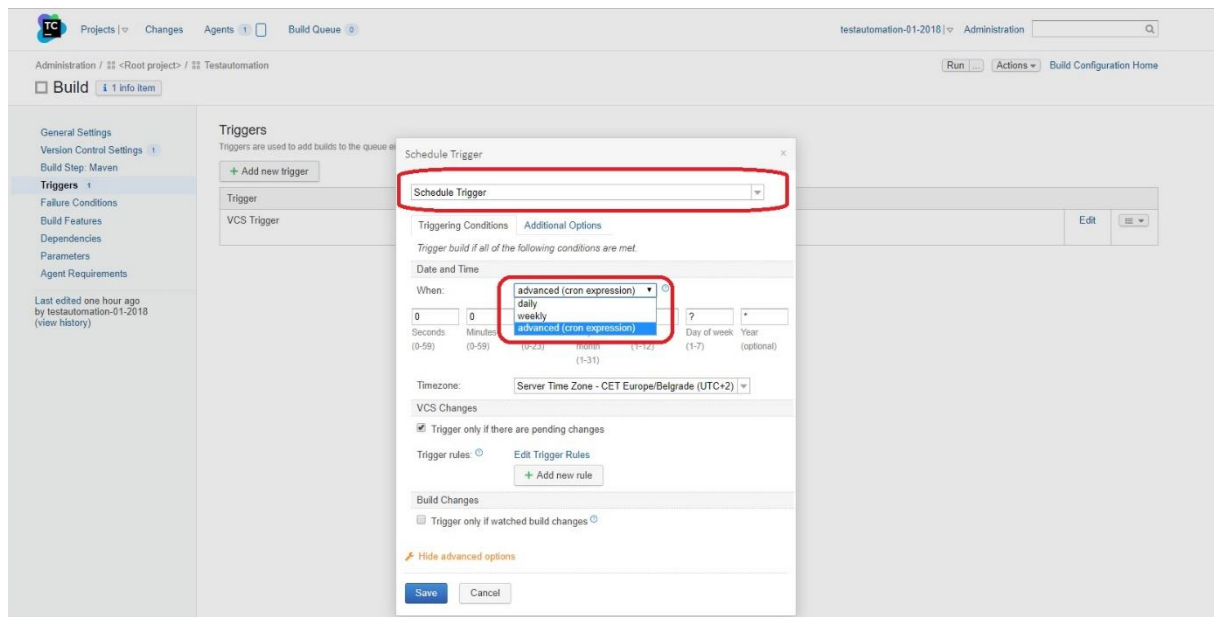 TC
Projects
Changes
Agents 1
Build Queue 0
testautomation-01-2018
Administration
Administration / <Root project> / Testautomation
Run ...
Actions
Build Configuration Home
Build
i 1 info item
General Settings
Version Control Settings 1
Build Step: Maven
Triggers 1
Failure Conditions
Build Features
Dependencies
Parameters
Agent Requirements
Last edited one hour ago
by testautomation-01-2018
(view history)
Triggers
Triggers are used to add builds to the queue
+ Add new trigger
Trigger
VCS Trigger
Edit
Schedule Trigger
×
Schedule Trigger
Triggering Conditions
Additional Options
Trigger build if all of the following conditions are met.
Date and Time
When:
advanced (cron expression)
daily
weekly
advanced (cron expression)
0 0 ? *
Seconds Minutes Day of week Year
(0-59) (0-59) (0-23) month (1-12) (1-7) (optional)
(1-31)
Timezone:
Server Time Zone - CET Europe/Belgrade (UTC+2)
VCS Changes
Trigger only if there are pending changes
Trigger rules:
Edit Trigger Rules
+ Add new rule
Build Changes
Trigger only if watched build changes
Hide advanced options
Save
Cancel